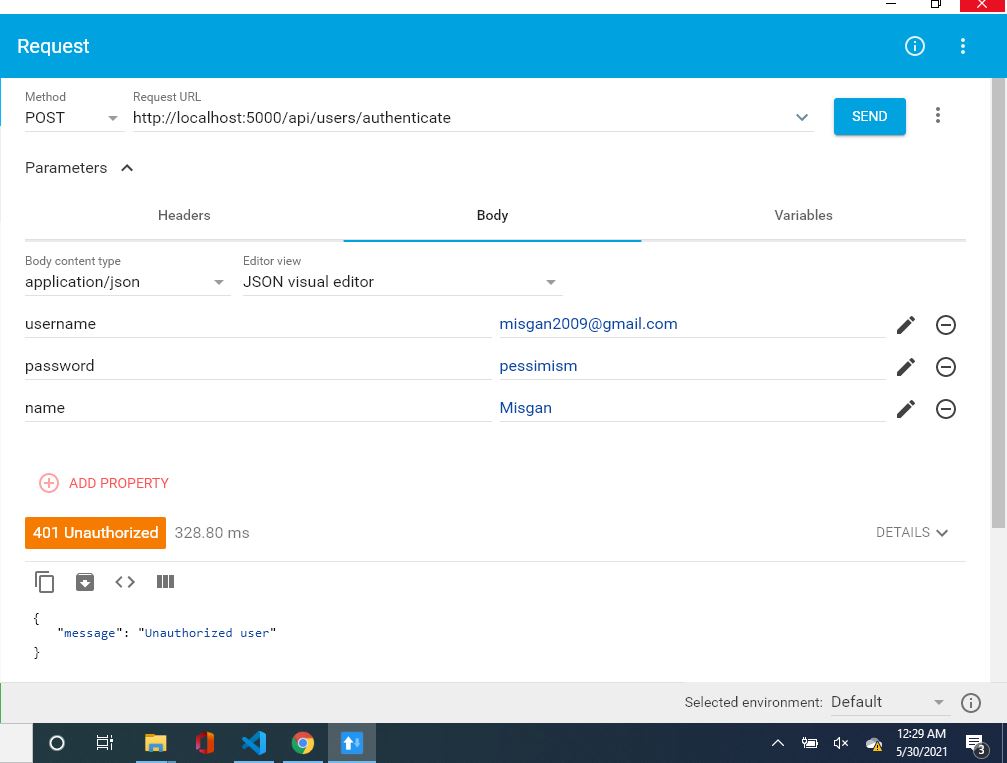 Request
Method
Request URL
POST
http://localhost:5000/api/users/authenticate
SEND
Parameters
Headers
Body
Variables
Body content type
Editor view
application/json
JSON visual editor
username
misgan2009@gmail.com
password
pessimism
name
Misgan
ADD PROPERTY
401 Unauthorized
328.80 ms
DETAILS
{
"message": "Unauthorized user"
}
Selected environment:
Default
12:29 AM
5/30/2021
3